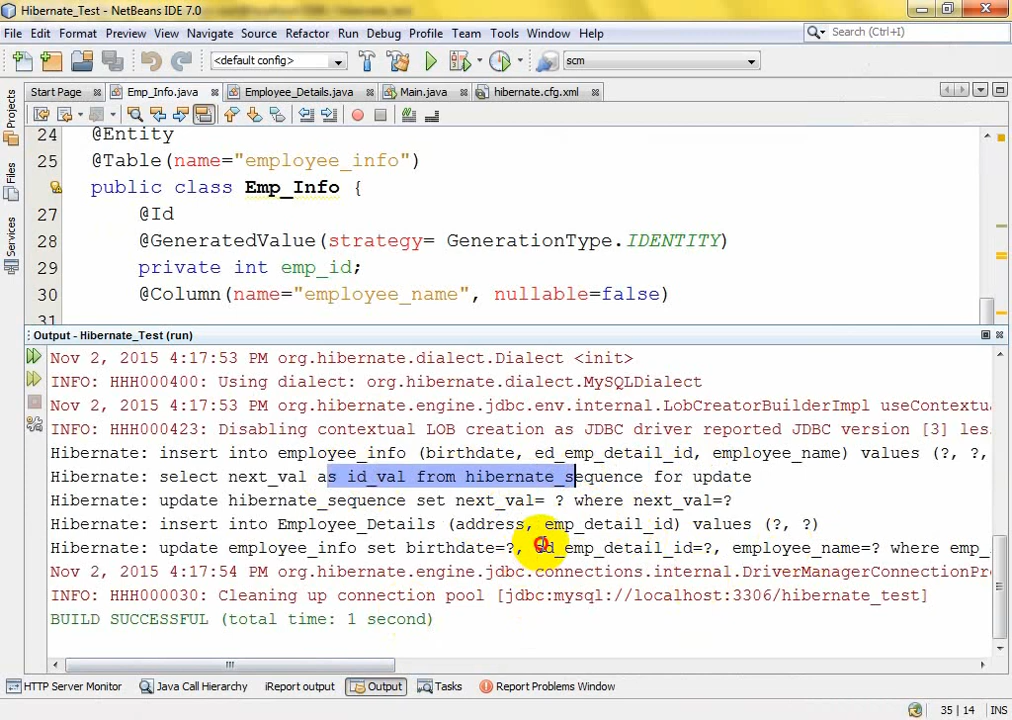 Hibernate_Test - NetBeans IDE 7.0
File Edit Format Preview View Navigate Source Refactor Run Debug Profile Team Tools Window Help
Search (Ctrl+I)
<default config>
scm
Start Page Emp_Info.java Employee_Details.java Main.java hibernate.cfg.xml
Projects
Files
Services
24 @Entity
25 @Table(name="employee_info")
public class Emp_Info {
27 @Id
28 @GeneratedValue(strategy= GenerationType.IDENTITY)
29 private int emp_id;
30 @Column(name="employee_name", nullable=false)
31
Output - Hibernate_Test (run)
Nov 2, 2015 4:17:53 PM org.hibernate.dialect.Dialect <init>
INFO: HHH000400: Using dialect: org.hibernate.dialect.MySQLDialect
Nov 2, 2015 4:17:53 PM org.hibernate.engine.jdbc.env.internal.LobCreatorBuilderImpl useContextua
INFO: HHH000423: Disabling contextual LOB creation as JDBC driver reported JDBC version [3] les
Hibernate: insert into employee_info (birthdate, ed_emp_detail_id, employee_name) values (?, ?,
Hibernate: select next_val as id_val from hibernate_sequence for update
Hibernate: update hibernate_sequence set next_val= ? where next_val=?
Hibernate: insert into Employee_Details (address, emp_detail_id) values (?, ?)
Hibernate: update employee_info set birthdate=?, ed_emp_detail_id=?, employee_name=? where emp_
Nov 2, 2015 4:17:54 PM org.hibernate.engine.jdbc.connections.internal.DriverManagerConnectionPro
INFO: HHH000030: Cleaning up connection pool [jdbc:mysql://localhost:3306/hibernate_test]
BUILD SUCCESSFUL (total time: 1 second)
HTTP Server Monitor Java Call Hierarchy iReport output Output Tasks Report Problems Window
35 | 14 INS